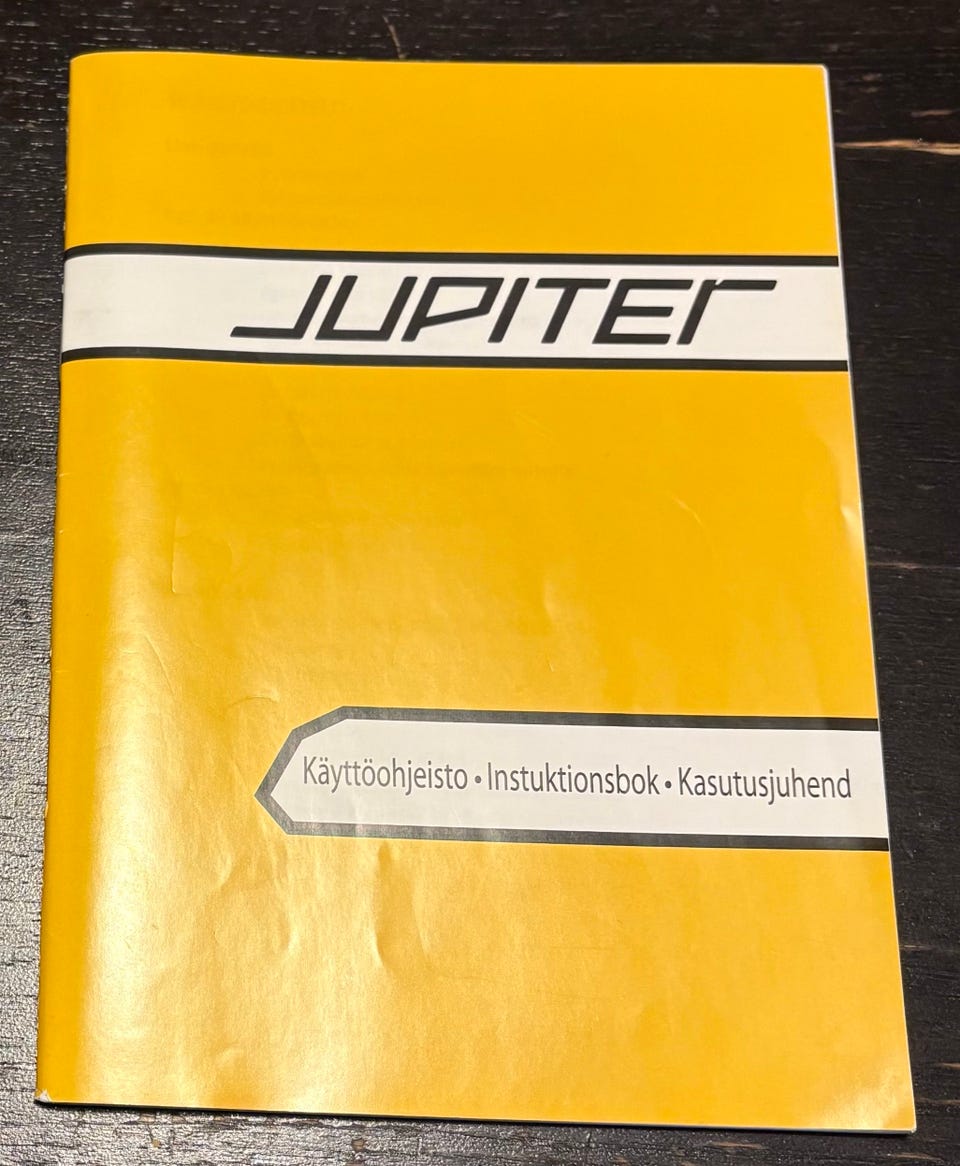 JUPITER
Käyttöohjeisto • Instuktionsbok • Kasutusjuhend